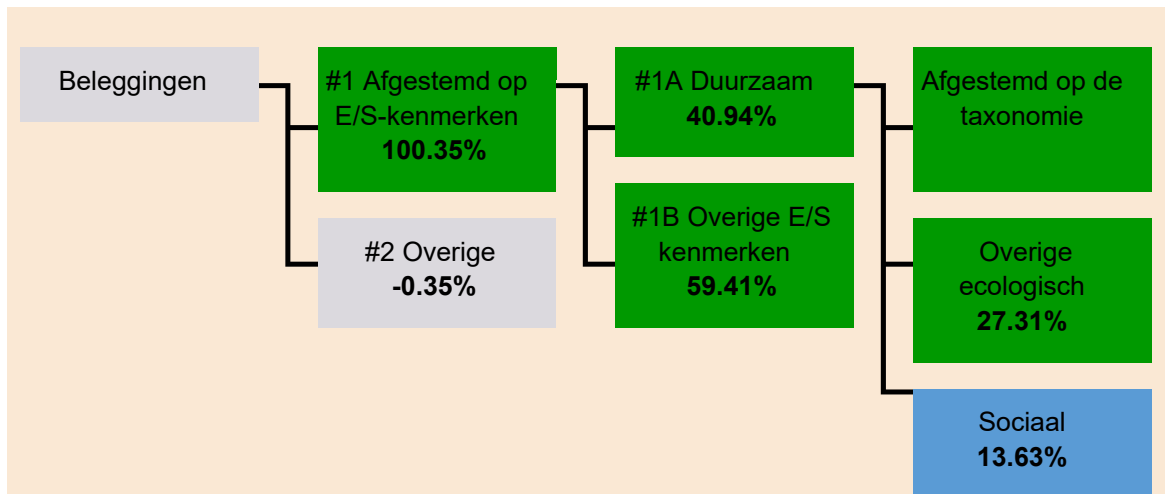 Beleggingen
#1 Afgestemd op
E/S-kenmerken
100.35%
#2 Overige
-0.35%
#1A Duurzaam
40.94%
#1B Overige E/S
kenmerken
59.41%
Afgestemd op de
taxonomie
Overige
ecologisch
27.31%
Sociaal
13.63%